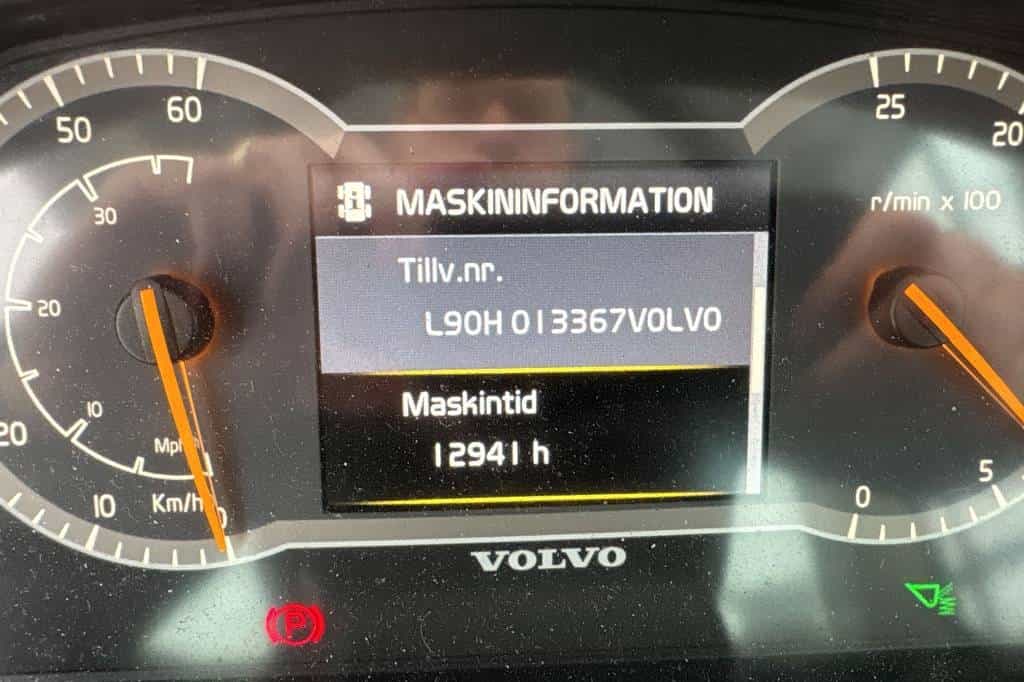 60
50
30
20
10
20
10
Mph
Km/h
0
MASKININFORMATION
Tillv.nr.
L90H 013367VOLVO
Maskintid
12941 h
25
20
r/min x 100
5
0
VOLVO
P